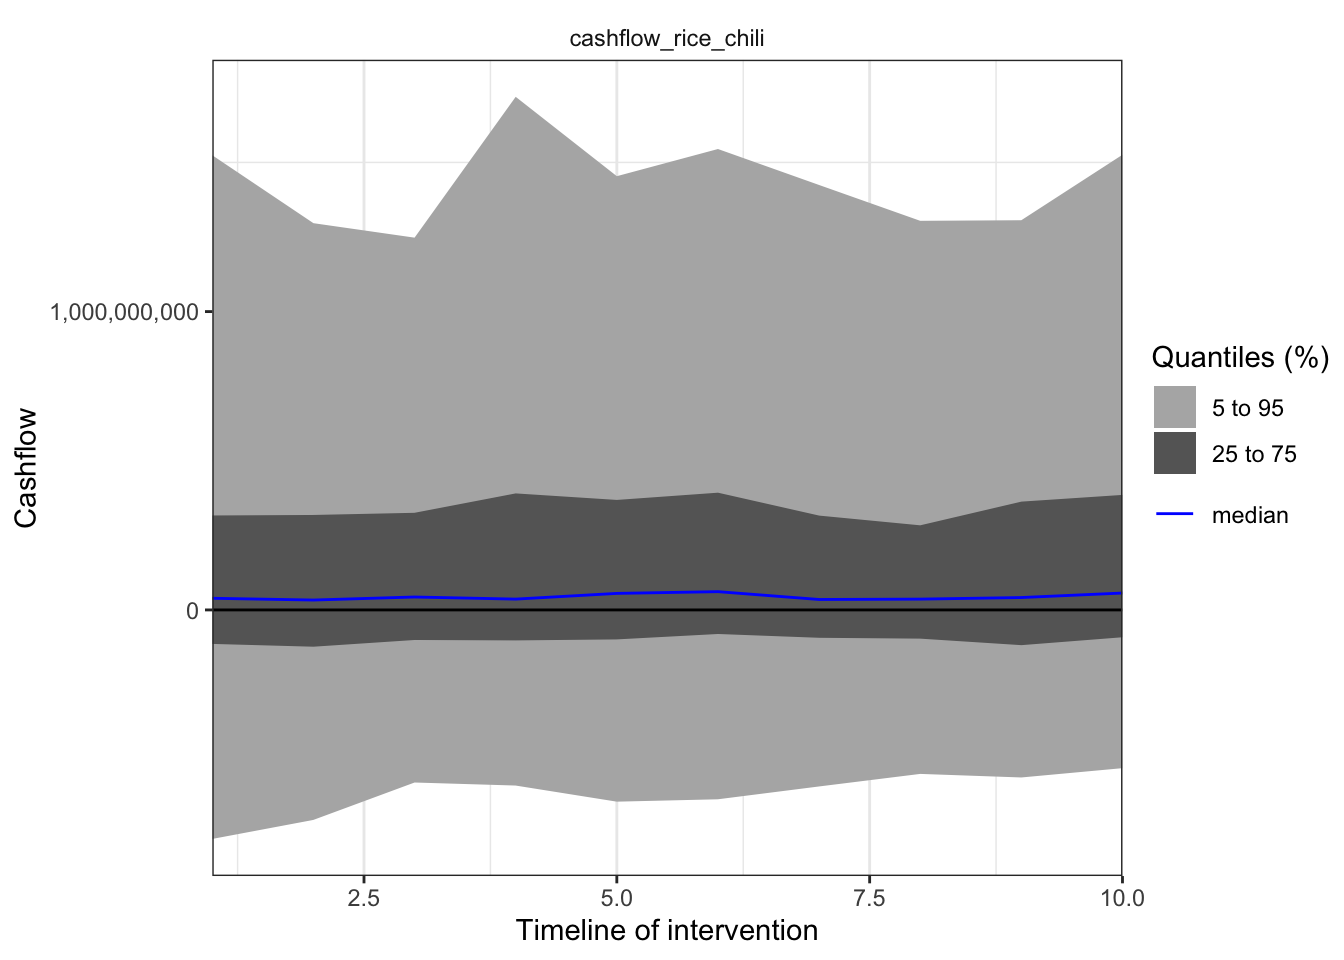 cashflow_rice_chili
Cashflow
1,000,000,000
0
2.5
5.0
7.5
10.0
Timeline of intervention
Quantiles (%)
5 to 95
25 to 75
median